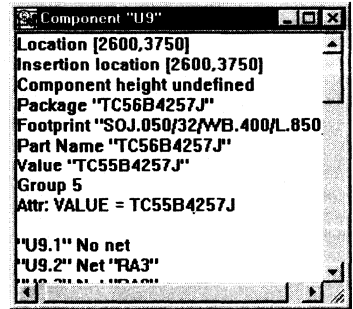 Component "U9"
Location [2600,3750]
Insertion location [2600,3750]
Component height undefined
Package "TC56B4257J"
Footprint "SOJ.050/32/WB.400/L.850
Part Name "TC56B4257J"
Value "TC55B4257J"
Group 5
Attr: VALUE = TC55B4257J
"U9.1" No net
"U9.2" Net "RA3"